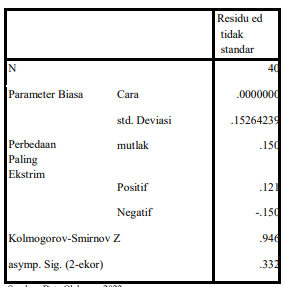 Residu ed
tidak
standar
N 40
Parameter Biasa Cara .0000000
std. Deviasi .15264239
Perbedaan mutlak .150
Paling
Ekstrim
Positif .121
Negatif -.150
Kolmogorov-Smirnov Z .946
asymp. Sig. (2-ekor) .332